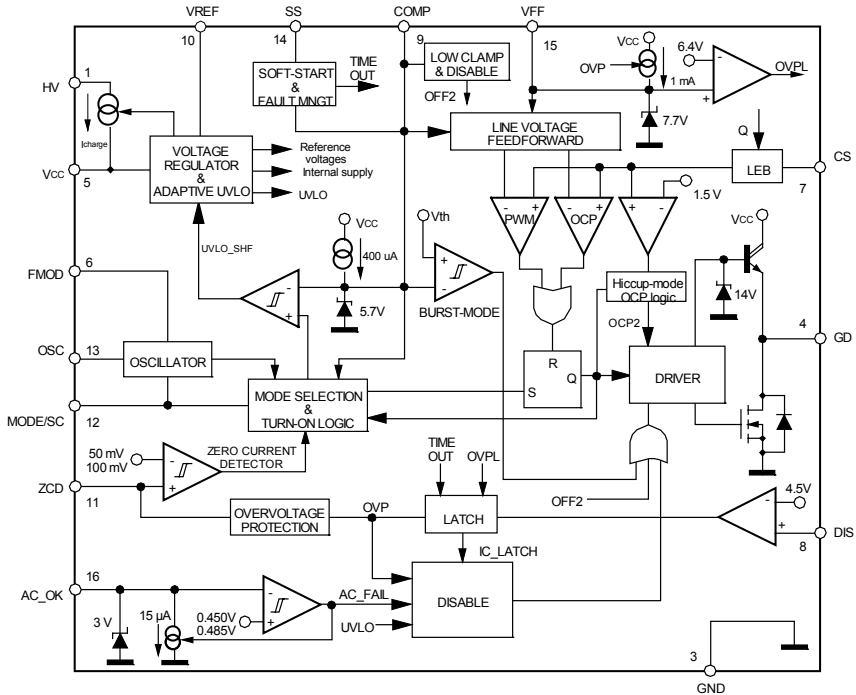 VREF
SS
COMP
VFF
10
14
9
15
HV
1
SOFT-START
&
FAULT MNGT
TIME
OUT
LOW CLAMP
& DISABLE
OFF2
VCC
OVP
1 mA
6.4V
-
+
OVPL
7.7V
Icharge
VCC
5
VOLTAGE
REGULATOR
&
ADAPTIVE UVLO
Reference
voltages
Internal supply
UVLO
LINE VOLTAGE
FEEDFORWARD
Q
LEB
CS
7
1.5 V
- +
PWM
- +
OCP
+ -
UVLO_SHF
VCC
400 uA
Vth
+
-
BURST-MODE
5.7V
-
+
Hiccup-mode
OCP logic
OCP2
VCC
14V
FMOD
6
4
GD
OSC
13
OSCILLATOR
R
S
Q
DRIVER
MODE SELECTION
&
TURN-ON LOGIC
MODE/SC
12
50 mV
100 mV
-
+
ZERO CURRENT
DETECTOR
ZCD
11
TIME
OUT
OVPL
OFF2
4.5V
-
+
OVERVOLTAGE
PROTECTION
OVP
LATCH
IC_LATCH
8
DIS
16
AC_OK
3 V
15 µA
0.450V
0.485V
-
+
AC_FAIL
UVLO
DISABLE
3
GND